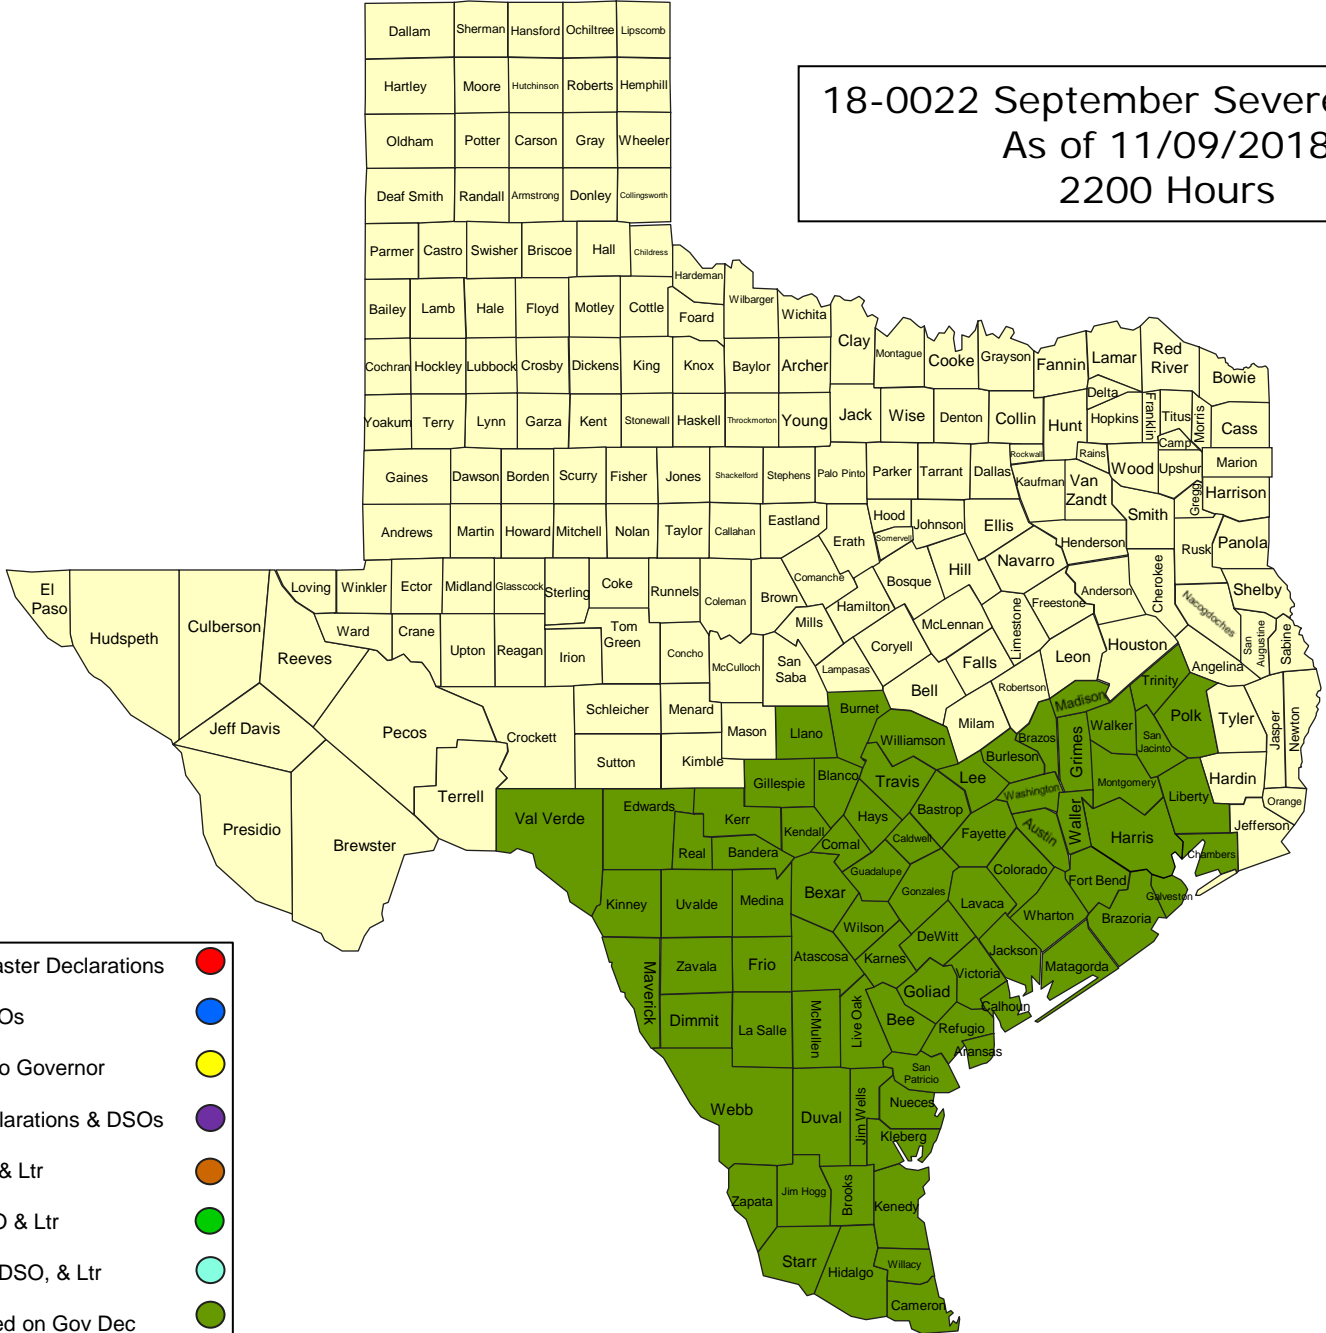 Dallam Sherman Hansford Ochiltree Lipscomb
Hartley Moore Hutchinson Roberts Hemphill
18-0022 September Severe
As of 11/09/2018
2200 Hours
Oldham Potter Carson Gray Wheeler
Deaf Smith Randall Armstrong Donley Collingsworth
Parmer Castro Swisher Briscoe Hall Childress
Hardeman
Wilbarger
Bailey Lamb Hale Floyd Motley Cottle Foard Wichita
Clay Montague Cooke Grayson Fannin Lamar
Red
River
Bowie
Cochran Hockley Lubbock Crosby Dickens King Knox Baylor Archer
Delta
Yoakum Terry Lynn Garza Kent Stonewall Haskell Throckmorton Young Jack Wise Denton Collin Hunt Hopkins Franklin Titus Morris Cass
Camp
Gaines Dawson Borden Scurry Fisher Jones Shackelford Stephens Palo Pinto Parker Tarrant Dallas Rockwall Rains Wood Upshur Marion
Kaufman
Van
Zandt
Gregg Harrison
Andrews Martin Howard Mitchell Nolan Taylor Callahan Eastland Hood Johnson Ellis Smith
Erath Somervell Henderson Rusk Panola
El
Paso
Hudspeth Culberson Loving Winkler Ector Midland Glasscock Sterling Coke Runnels Coleman Brown Comanche Bosque Hill Navarro Anderson Cherokee Nacogdoches Shelby
Hamilton Freestone
Reeves Ward Crane Upton Reagan Irion
Tom
Green
Concho McCulloch
San
Saba
Mills Lampasas Coryell McLennan Limestone Falls Leon Houston Angelina
San
Augustine
Sabine
Jeff Davis Pecos Crockett Schleicher Menard Mason Bell Robertson Milam
Trinity Polk Tyler Jasper Newton
Burnet Llano Williamson Madison Walker
San
Jacinto
Brazos Grimes
Sutton Kimble Burleson
Terrell Gillespie Blanco Travis Lee Washington Montgomery Liberty Hardin Orange
Presidio Brewster Val Verde Edwards Kerr Kendall Hays Bastrop Caldwell Fayette Austin Waller Harris Jefferson
Real Bandera Comal Guadalupe Chambers
Kinney Uvalde Medina Bexar Gonzales Lavaca Colorado Fort Bend Galveston
Wilson DeWitt Wharton Brazoria
Maverick Zavala Frio Atascosa Karnes Victoria Jackson Matagorda
Goliad Calhoun
Dimmit La Salle McMullen Live Oak Bee Refugio
Aransas
San
Patricio
Webb Duval Jim Wells Nueces
Kleberg
Zapata Jim Hogg Brooks Kenedy
Starr Hidalgo Willacy
Cameron
aster Declarations
Os
o Governor
larations & DSOs
& Ltr
O & Ltr
DSO, & Ltr
ed on Gov Dec